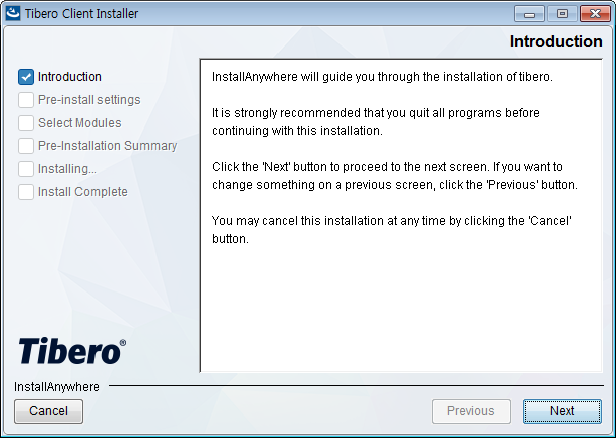 Tibero Client Installer
Introduction
Introduction
Pre-install settings
Select Modules
Pre-Installation Summary
Installing...
Install Complete
InstallAnywhere will guide you through the installation of tibero.
It is strongly recommended that you quit all programs before
continuing with this installation.
Click the 'Next' button to proceed to the next screen. If you want to
change something on a previous screen, click the 'Previous' button.
You may cancel this installation at any time by clicking the 'Cancel'
button.
Tibero®
InstallAnywhere
Cancel
Previous
Next